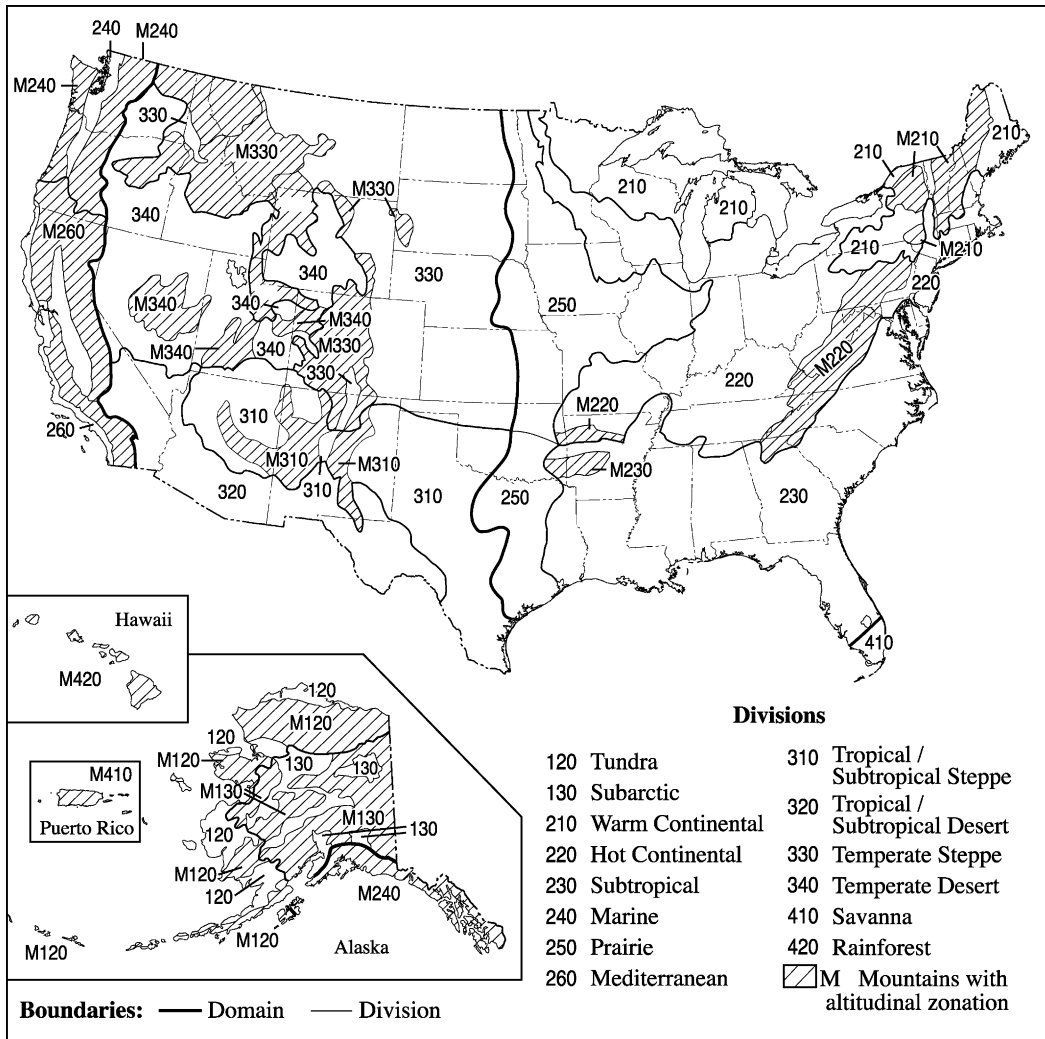 240 M240
M240
330
M330
210 M210 210
210
210
M330
340
M260
210
M210
340
330
220
M340
340
250
M340
M340
340
M330
M220
330
220
310
M220
260
M310
M310
M230
320
310
310
250
230
410
Hawaii
M420
120
M120
120
M120
130
130
M410
M130
Puerto Rico
M130
130
120
M120
120
M240
M120
M120
Alaska
Divisions
120 Tundra
130 Subarctic
210 Warm Continental
220 Hot Continental
230 Subtropical
240 Marine
250 Prairie
260 Mediterranean
310 Tropical /
Subtropical Steppe
320 Tropical /
Subtropical Desert
330 Temperate Steppe
340 Temperate Desert
410 Savanna
420 Rainforest
M Mountains with
altitudinal zonation
Boundaries: Domain Division